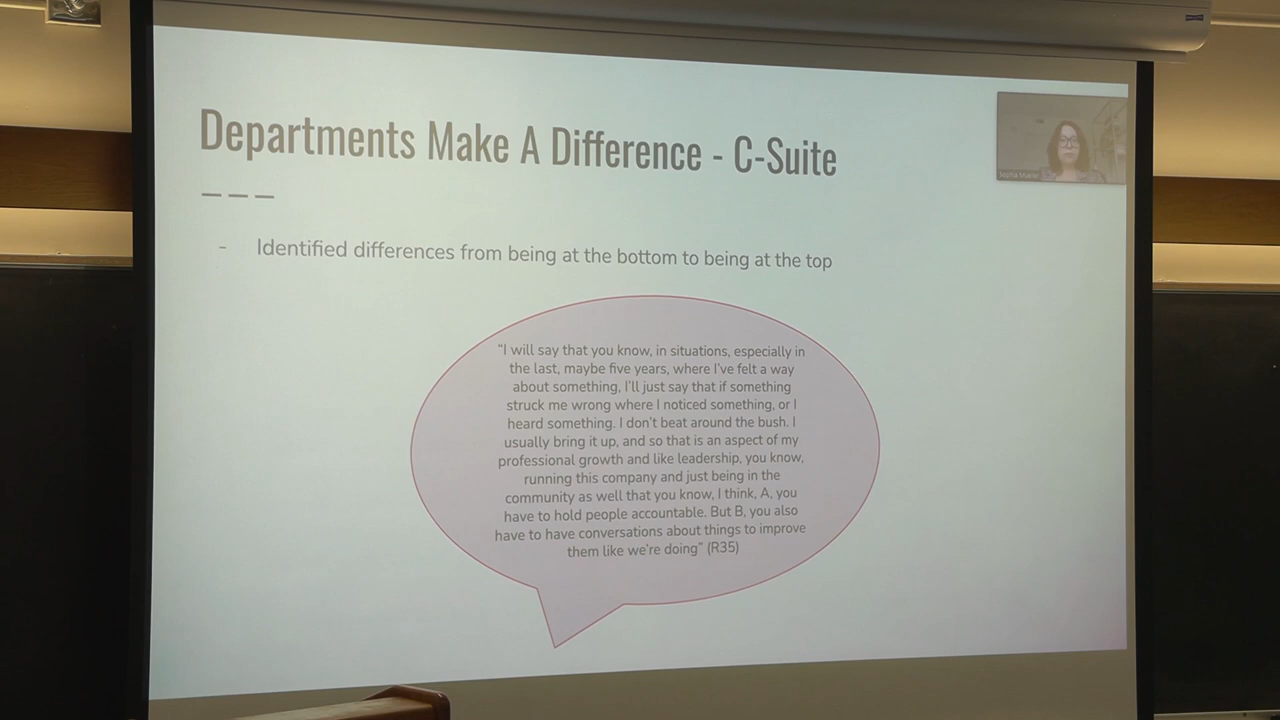 Departments Make A Difference - C-Suite
- Identified differences from being at the bottom to being at the top
“I will say that you know, in situations, especially in
the last, maybe five years, where I've felt a way
about something, I'll just say that if something
struck me wrong where I noticed something, or I
heard something. I don't beat around the bush. I
usually bring it up, and so that is an aspect of my
professional growth and like leadership, you know,
running this company and just being in the
community as well that you know, I think, A, you
have to hold people accountable. But B, you also
have to have conversations about things to improve
them like we're doing” (R35)